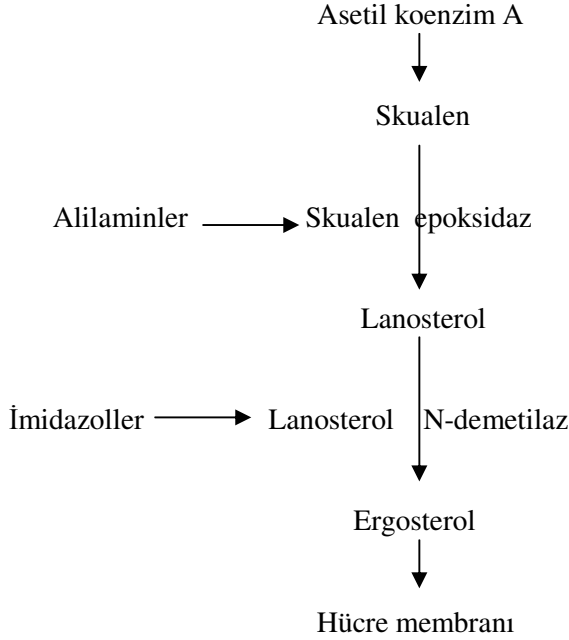 Asetil koenzim A
Skualen
Alilaminler Skualen epoksidaz
Lanosterol
İmidazoller Lanosterol N-demetilaz
Ergosterol
Hücre membranı